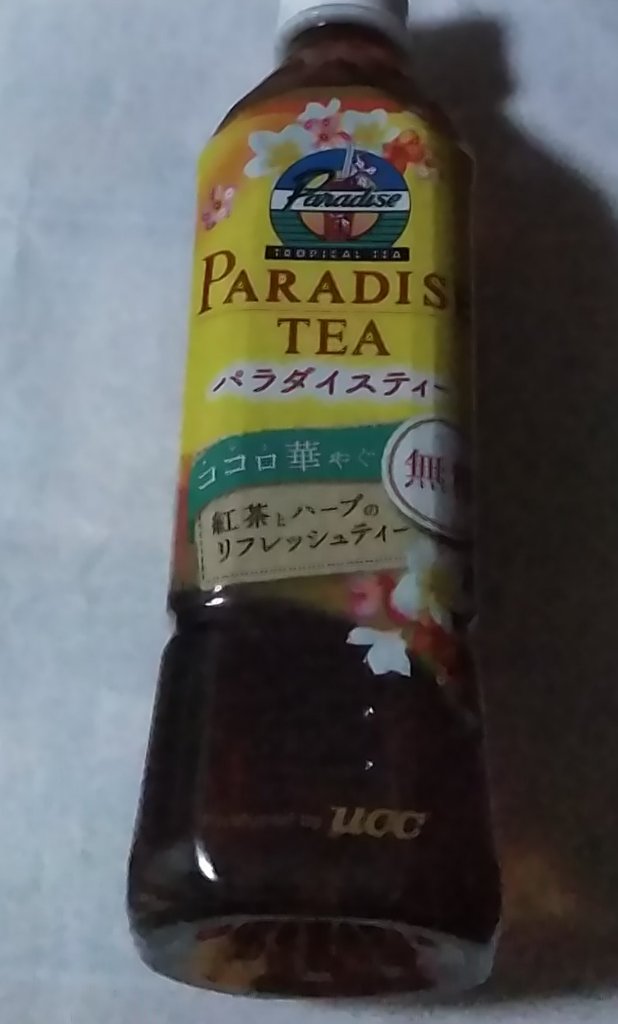 Paradise
TROPICAL TEA
PARADIS
TEA
パラダイスティー
ココロ華やぐ
無
紅茶とハーブの
リフレッシュティー
by UCC